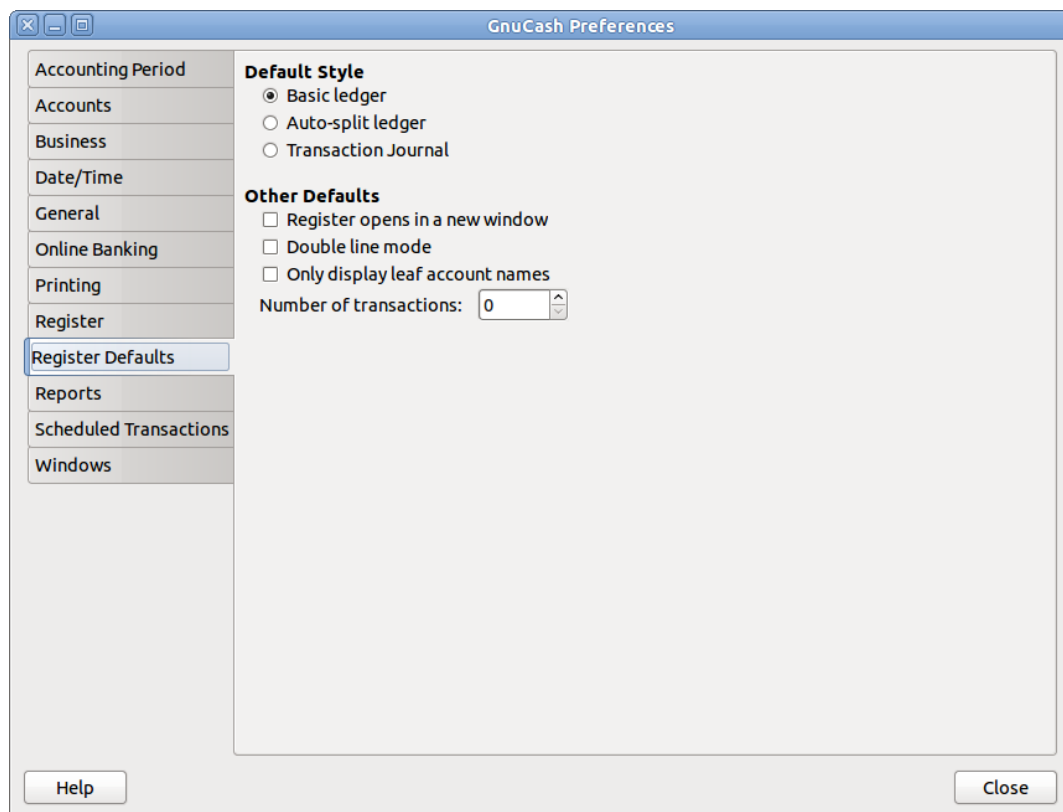 GnuCash Preferences
Accounting Period
Accounts
Business
Date/Time
General
Online Banking
Printing
Register
Register Defaults
Reports
Scheduled Transactions
Windows
Default Style
Basic ledger
Auto-split ledger
Transaction Journal
Other Defaults
Register opens in a new window
Double line mode
Only display leaf account names
Number of transactions: 0
Help
Close